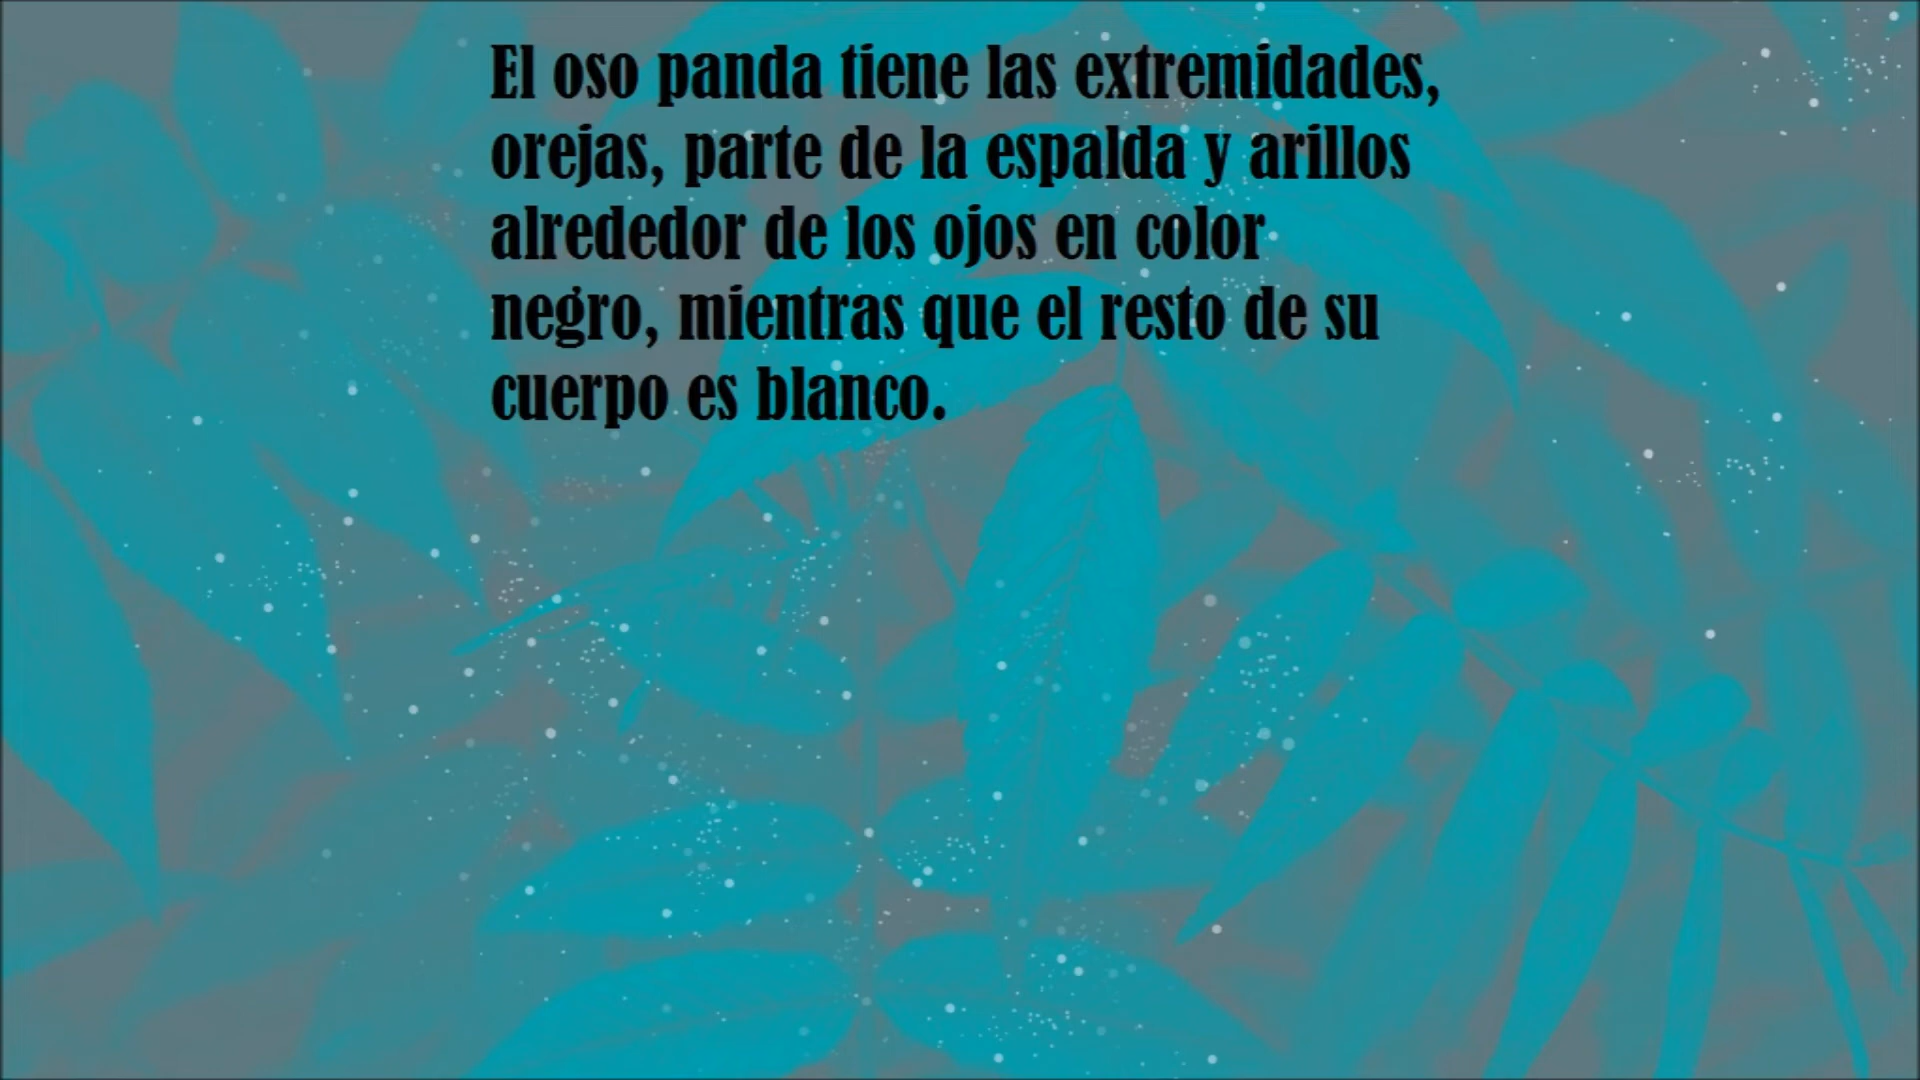 El oso panda tiene las extremidades,
orejas, parte de la espalda y arillos
alrededor de los ojos en color
negro, mientras que el resto de su
cuerpo es blanco.